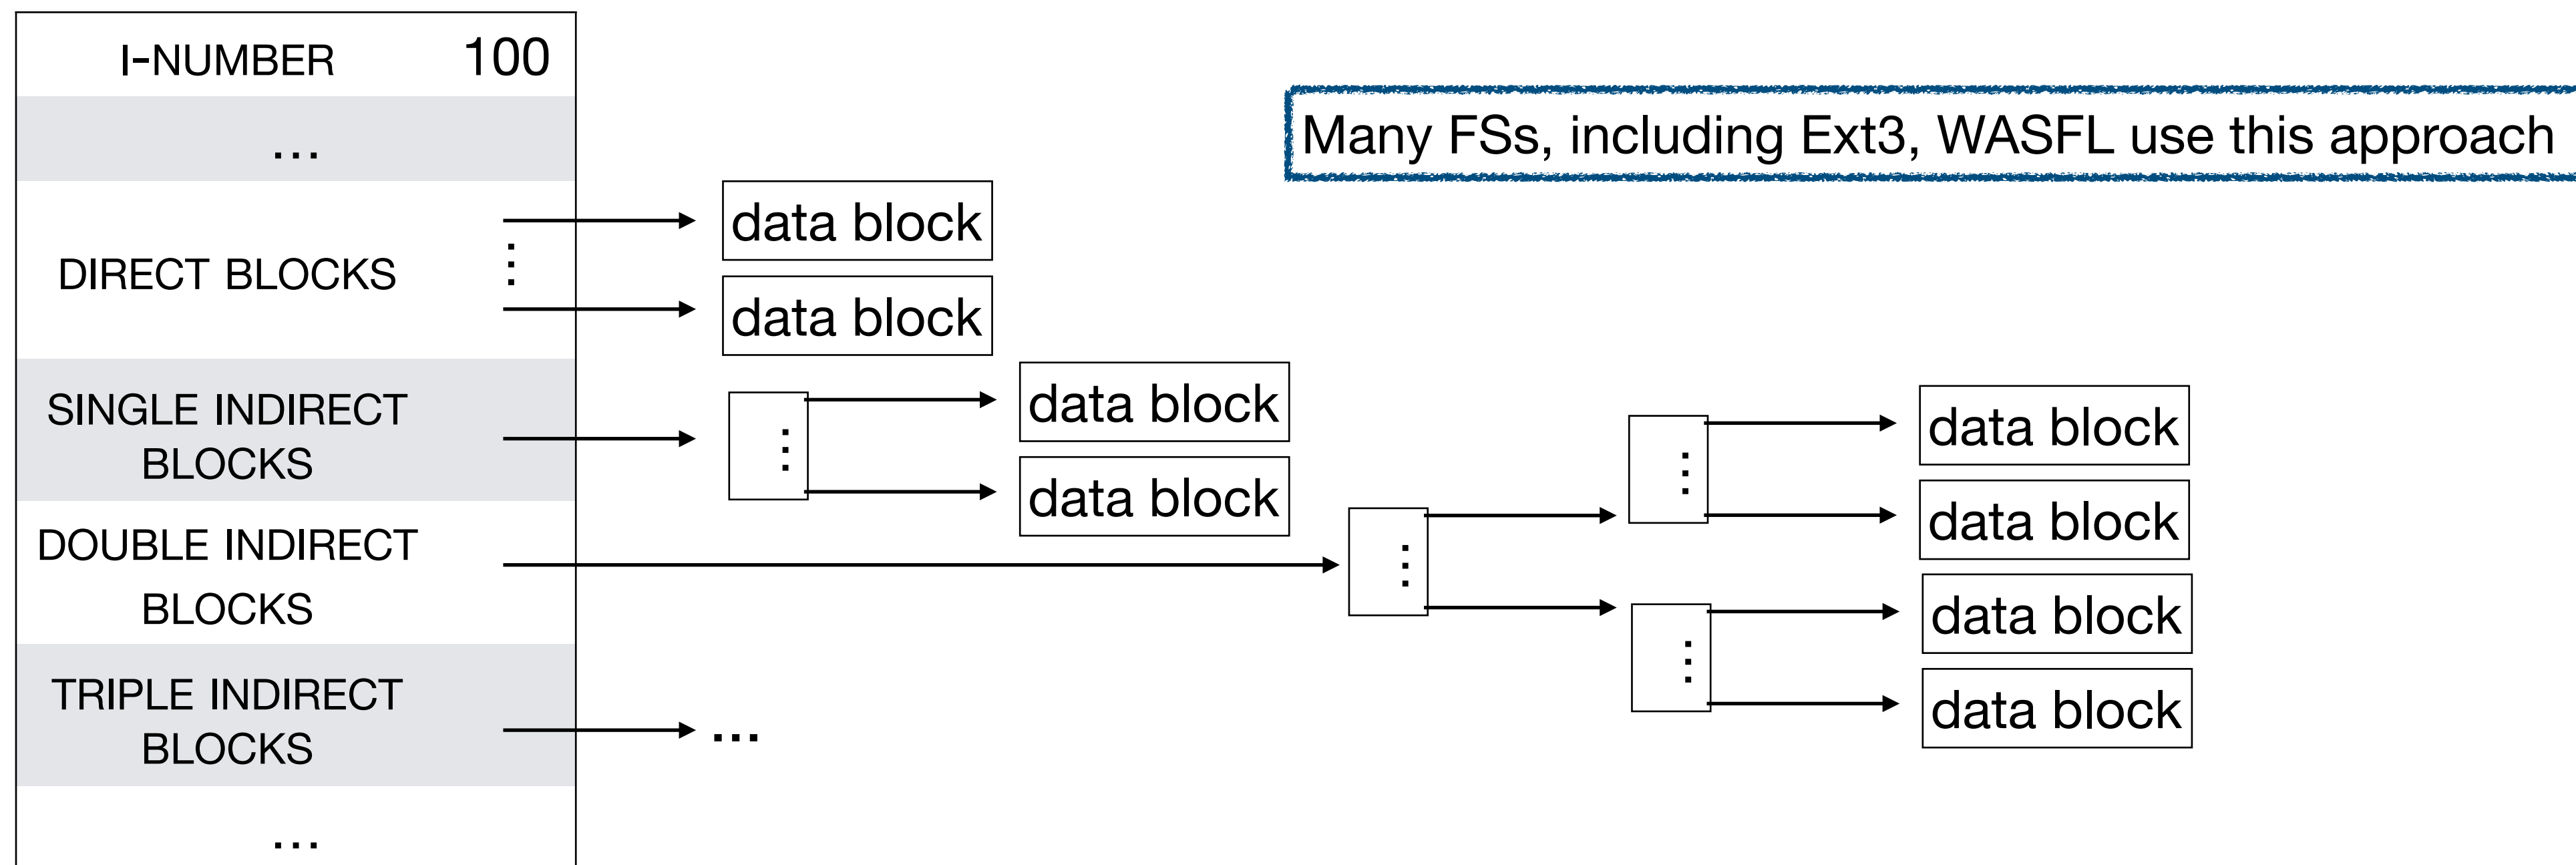 I-NUMBER 100
...
Many FSs, including Ext3, WASFL use this approach
DIRECT BLOCKS ⋮
data block
data block
SINGLE INDIRECT
BLOCKS
⋮
data block
data block
DOUBLE INDIRECT
BLOCKS
⋮
⋮
data block
data block
⋮
data block
data block
TRIPLE INDIRECT
BLOCKS
...
...